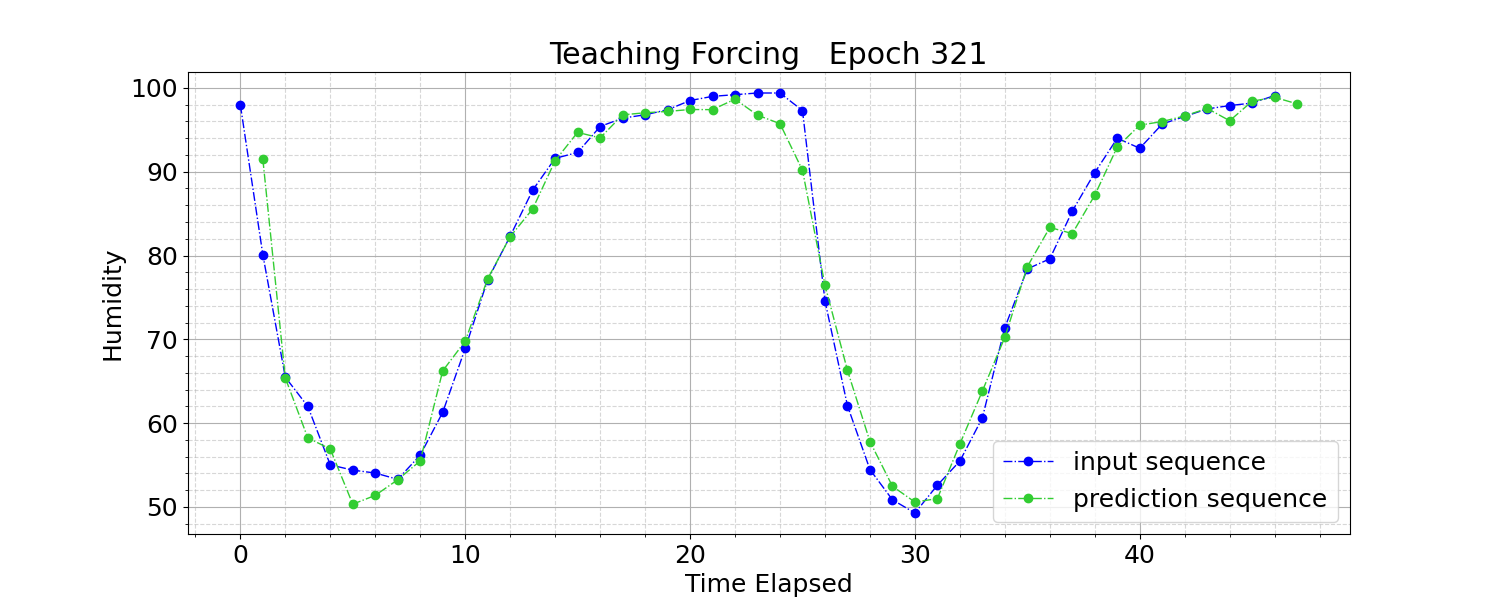 Teaching Forcing   Epoch 321
100
90
80
70
60
50
Humidity
0 10 20 30 40
Time Elapsed
input sequence
prediction sequence